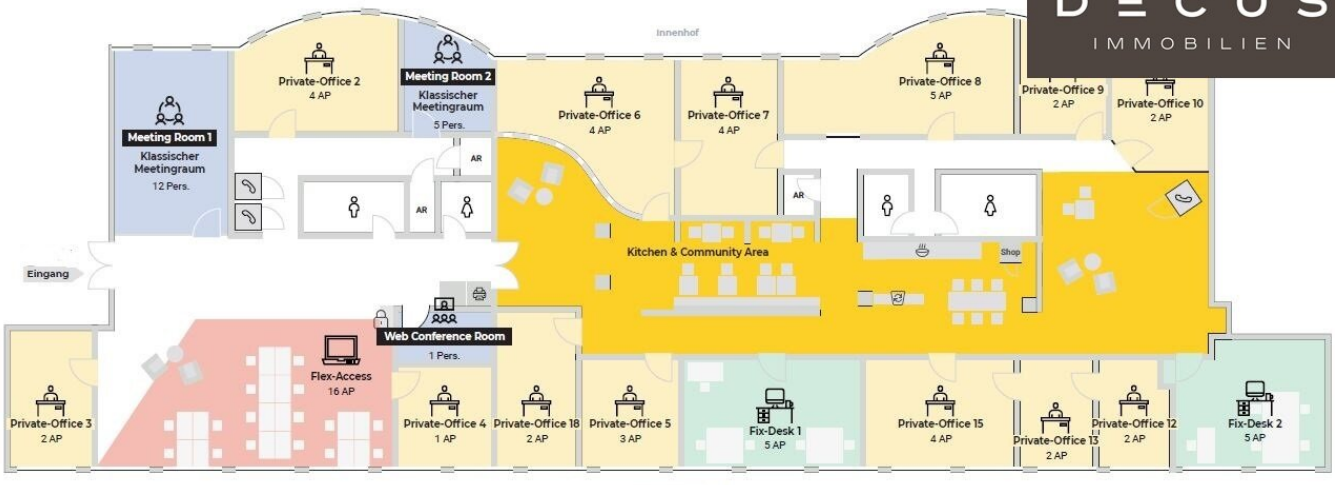 DECUS
IMMOBILIEN
Innenhof
Private-Office 2
4 AP
Meeting Room 2
Klassischer
Meetingraum
5 Pers.
Meeting Room 1
Klassischer
Meetingraum
12 Pers.
Private-Office 6
4 AP
Private-Office 7
4 AP
Private-Office 8
5 AP
Private-Office 9
2 AP
Private-Office 10
2 AP
AR
AR
AR
Kitchen & Community Area
Shop
Eingang
Web Conference Room
1 Pers.
Flex-Access
16 AP
Private-Office 3
2 AP
Private-Office 4
1 AP
Private-Office 18
2 AP
Private-Office 5
3 AP
Fix-Desk 1
5 AP
Private-Office 15
4 AP
Private-Office 13
2 AP
Private-Office 12
2 AP
Fix-Desk 2
5 AP